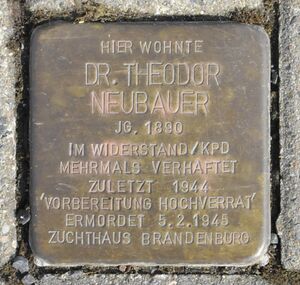 HIER WOHNTE
DR. THEODOR
NEUBAUER
JG. 1890
IM WIDERSTAND/KPD
MEHRMALS VERHAFTET
ZULETZT 1944
'VORBEREITUNG HOCHVERRAT'
ERMORDET 5.2.1945
ZUCHTHAUS BRANDENBURG